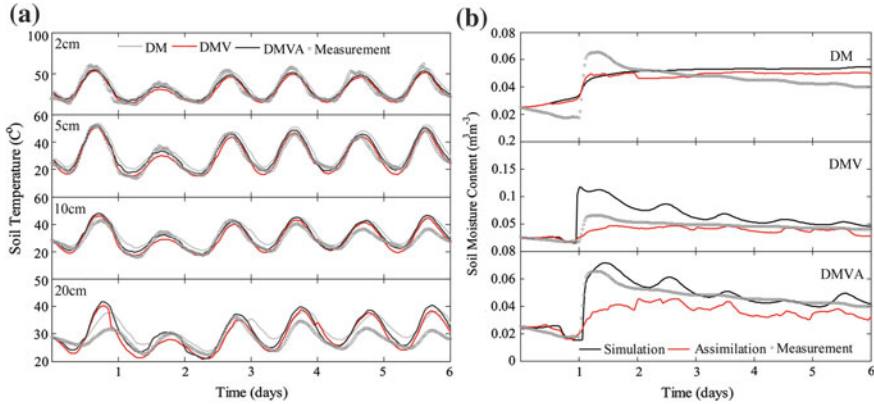 (a)
100
2cm
DM
DMV
DMVA
Measurement
50
60
5cm
40
20
60
10cm
40
20
50
20cm
40
30
20
Soil Temperature (C⁰)
1
2
3
4
5
6
Time (days)
(b)
0.08
DM
0.06
0.04
0.02
0.2
DMV
0.15
0.1
0.05
0.08
DMVA
0.06
0.04
0.02
0
Soil Moisture Content (m³m-³)
Simulation
Assimilation
Measurement
1
2
3
4
5
6
Time (days)